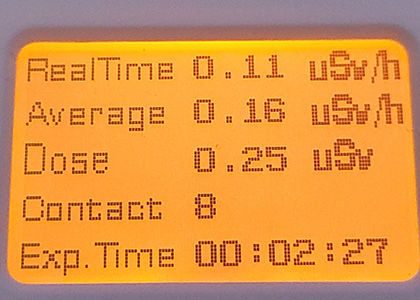 RealTime 0.11 uSv/h
Average 0.16 uSv/h
Dose 0.25 uSv
Contact 8
Exp.Time 00:02:27